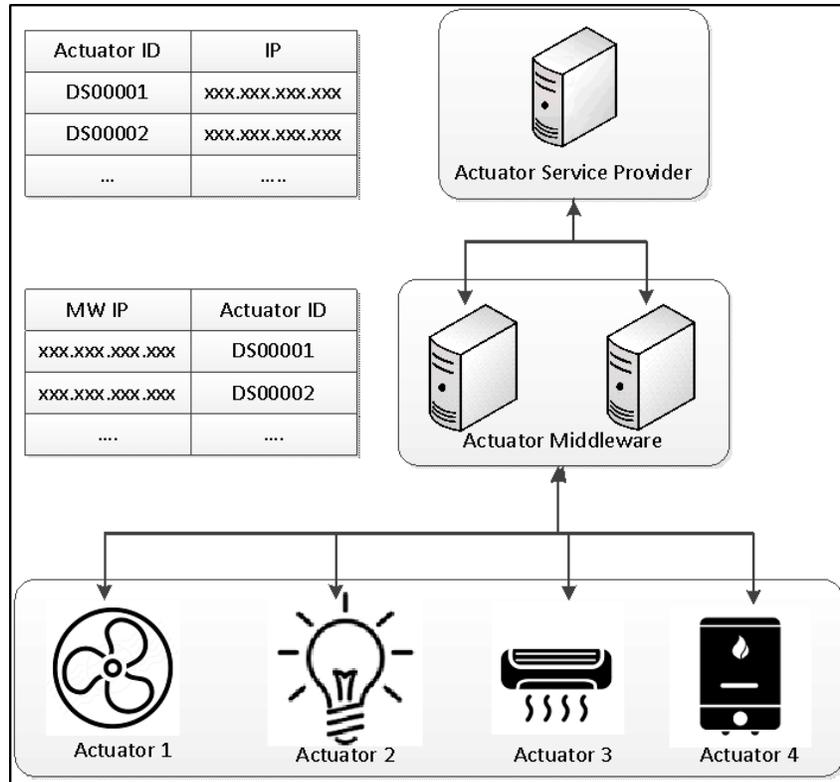 Actuator ID IP
DS00001 xxx.xxx.xxx.xxx
DS00002 xxx.xxx.xxx.xxx
... .....
Actuator Service Provider
MW IP Actuator ID
xxx.xxx.xxx.xxx DS00001
xxx.xxx.xxx.xxx DS00002
.... ....
Actuator Middleware
Actuator 1 Actuator 2 Actuator 3 Actuator 4